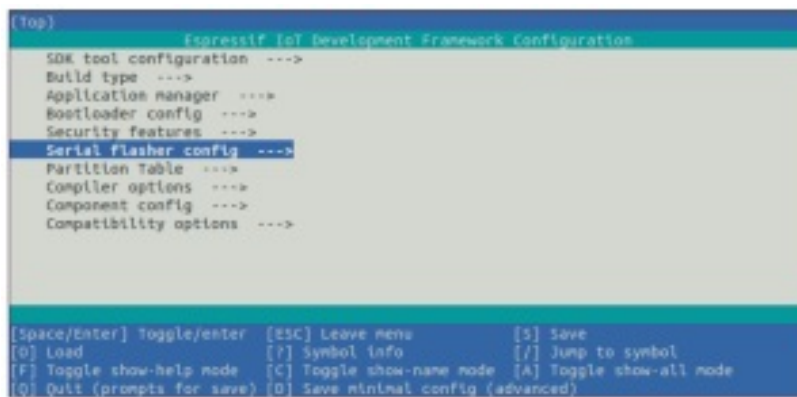 (Top)
Espressif IoT Development Framework Configuration
SDK tool configuration --->
Build type --->
Application manager --->
Bootloader config --->
Security features --->
Serial flasher config --->
Partition Table --->
Compiler options --->
Component config --->
Compatibility options --->
[Space/Enter] Toggle/enter [ESC] Leave menu [S] Save
[O] Load [?] Symbol info [/] Jump to symbol
[F] Toggle show-help mode [C] Toggle show-name mode [A] Toggle show-all mode
[Q] Quit (prompts for save) [D] Save minimal config (advanced)